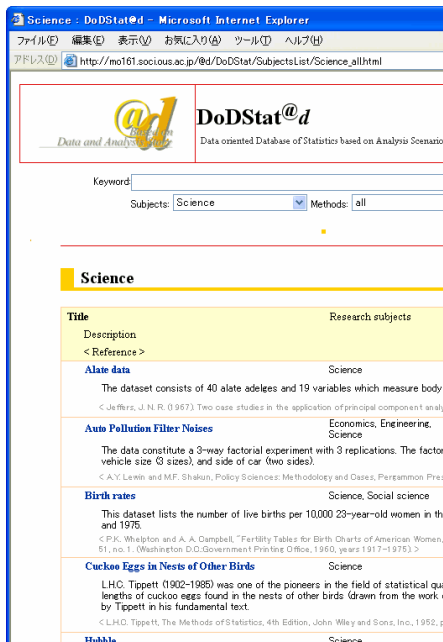 Science : DoDStat@d - Microsoft Internet Explorer
ファイル(F) 編集(E) 表示(V) お気に入り(A) ツール(T) ヘルプ(H)
アドレス(D) http://mo161.socious.ac.jp/@d/DoDStat/SubjectsList/Science_all.html
@d
Based on
Data and Analysis Story
DoDStat@d
Data oriented Database of Statistics based on Analysis Scenario
Keyword:
Subjects: Science Methods: all
Science
Title Research subjects
Description
< Reference >
Alate data Science
The dataset consists of 40 alate adelges and 19 variables which measure body
< Jeffers, J. N. R. (1967). Two case studies in the application of principal component analy
Auto Pollution Filter Noises Economics, Engineering,
Science
The data constitute a 3-way factorial experiment with 3 replications. The factor
vehicle size (3 sizes), and side of car (two sides).
< A.Y. Lewin and M.F. Shakun, Policy Sciences: Methodology and Cases, Pergammon Pres
Birth rates Science, Social science
This dataset lists the number of live births per 10,000 23-year-old women in th
and 1975.
< P.K. Whelpton and A. A. Campbell, "Fertility Tables for Birth Charts of American Women,
51, no. 1. (Washington D.C.:Government Printing Office, 1960, years 1917-1975). >
Cuckoo Eggs in Nests of Other Birds Science
L.H.C. Tippett (1902-1985) was one of the pioneers in the field of statistical qua
lengths of cuckoo eggs found in the nests of other birds (drawn from the work
by Tippett in his fundamental text.
< L.H.C. Tippett, The Methods of Statistics, 4th Edition, John Wiley and Sons, Inc., 1952, p
Hubble Science